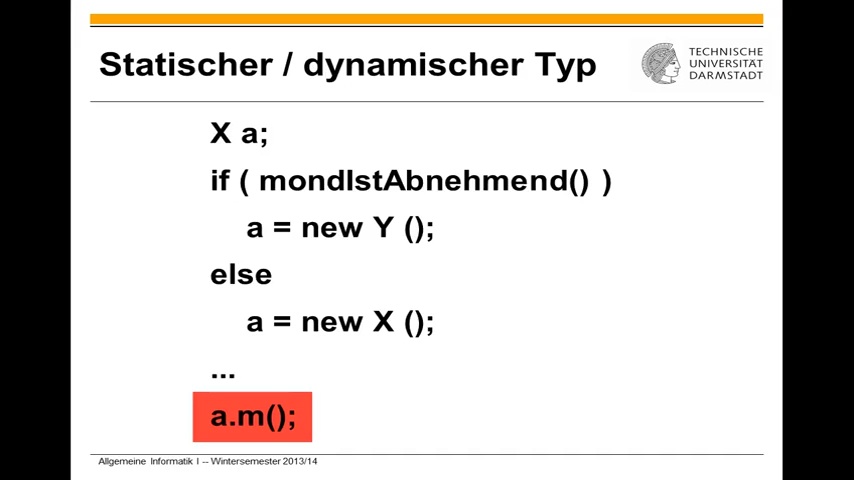 Statischer / dynamischer Typ
TECHNISCHE
UNIVERSITÄT
DARMSTADT
X a;
if ( mondIstAbnehmend() )
a = new Y ();
else
a = new X ();
...
a.m();
Allgemeine Informatik I -- Wintersemester 2013/14